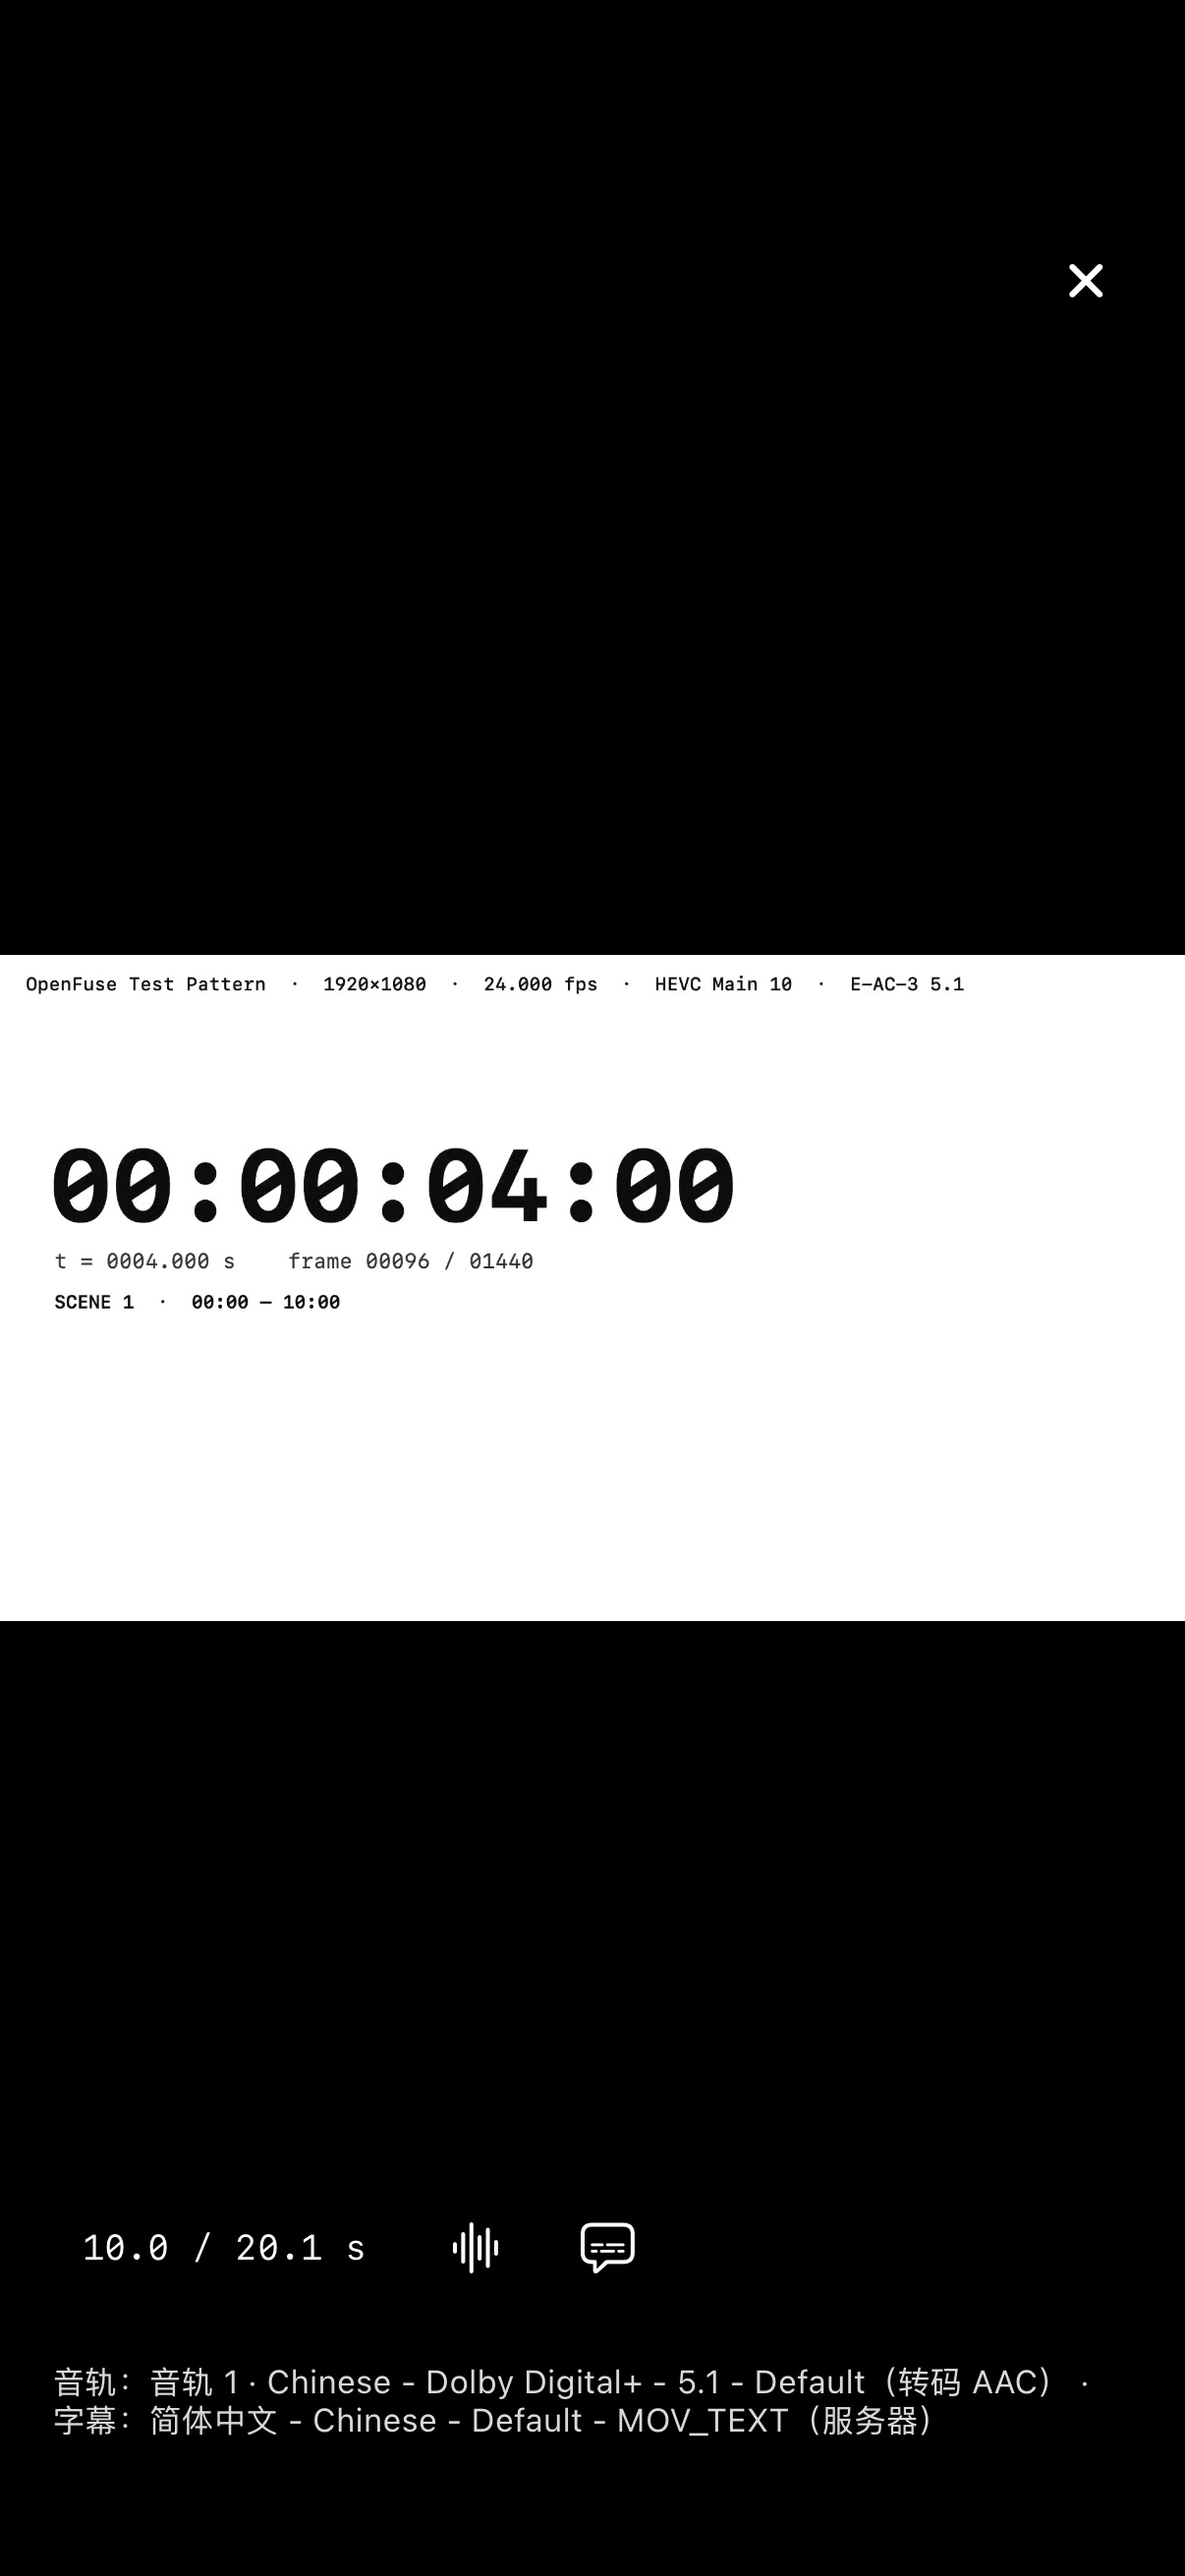 OpenFuse Test Pattern · 1920×1080 · 24.000 fps · HEVC Main 10 · E-AC-3 5.1
00:00:04:00
t = 0004.000 s frame 00096 / 01440
SCENE 1 · 00:00 — 10:00
10.0 / 20.1 s
音轨：音轨 1 · Chinese - Dolby Digital+ - 5.1 - Default（转码 AAC） ·
字幕：简体中文 - Chinese - Default - MOV_TEXT（服务器）